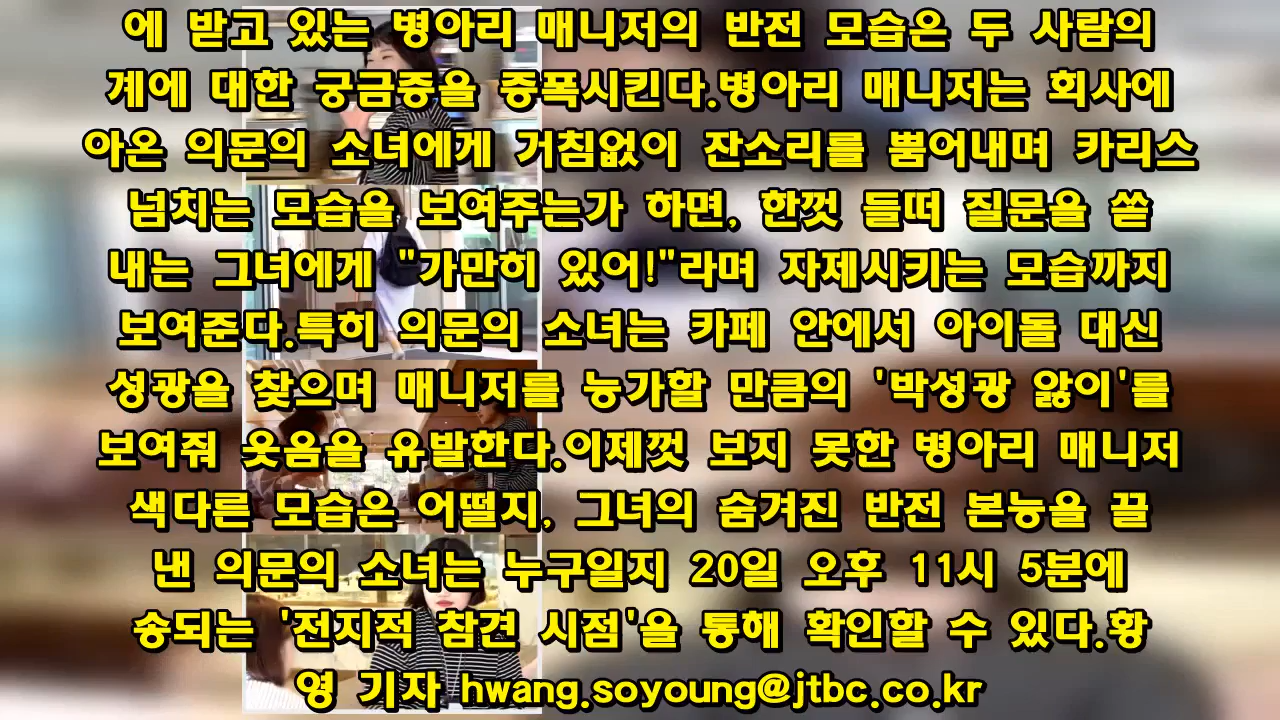 에 받고 있는 병아리 매니저의 반전 모습은 두 사람의
계에 대한 궁금증을 증폭시킨다.병아리 매니저는 회사에
아온 의문의 소녀에게 거침없이 잔소리를 뿜어내며 카리스
넘치는 모습을 보여주는가 하면, 한껏 들떠 질문을 쏟
내는 그녀에게 "가만히 있어!"라며 자제시키는 모습까지
보여준다.특히 의문의 소녀는 카페 안에서 아이돌 대신
성광을 찾으며 매니저를 능가할 만큼의 '박성광 앓이'를
보여줘 웃음을 유발한다.이제껏 보지 못한 병아리 매니저
색다른 모습은 어떨지, 그녀의 숨겨진 반전 본능을 끌
낸 의문의 소녀는 누구일지 20일 오후 11시 5분에
송되는 '전지적 참견 시점'을 통해 확인할 수 있다.황
영 기자 hwang.soyoung@jtbc.co.kr